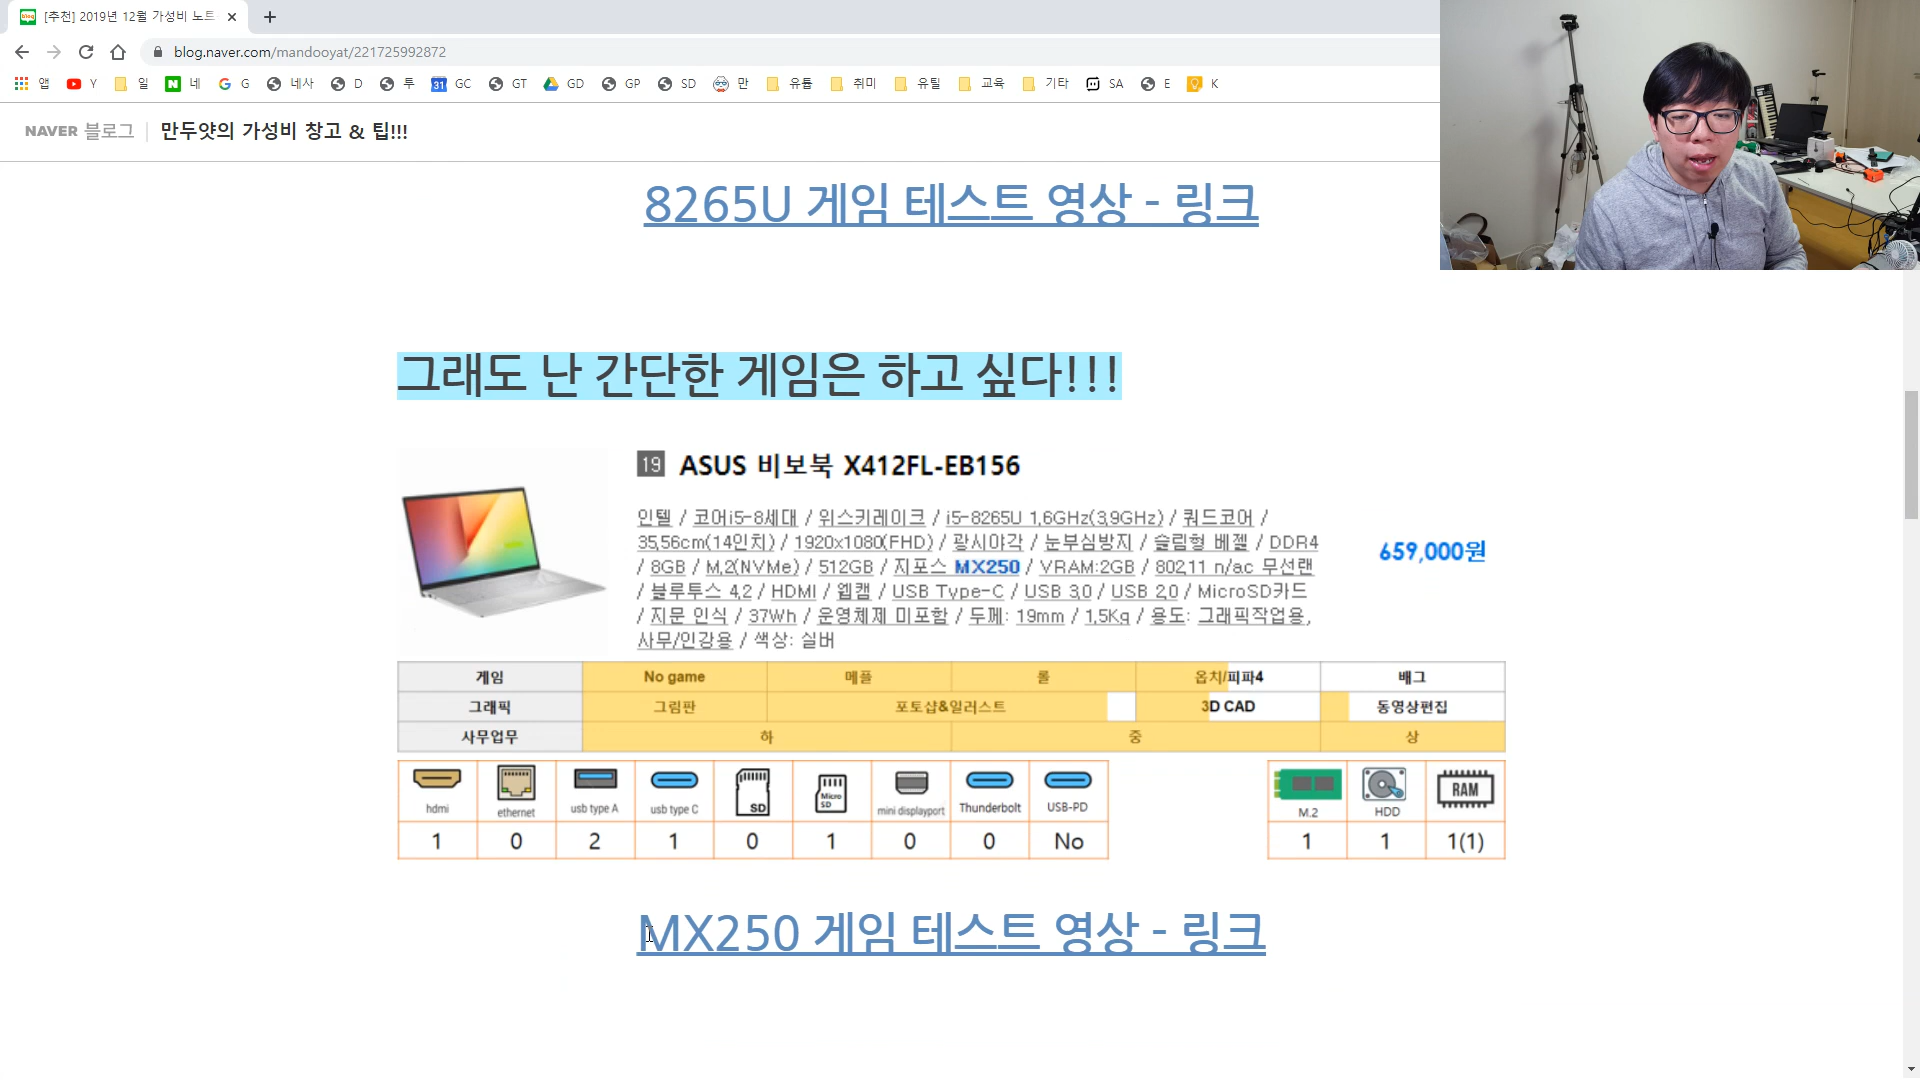 [추천] 2019년 12월 가성비 노트
blog.naver.com/mandooyat/221725992872
앱 Y 일 네 G 네사 D 투 GC GT GD GP SD 만 유튭 취미 유틸 교육 기타 SA E K
NAVER 블로그 만두얏의 가성비 창고 & 팁!!!
8265U 게임 테스트 영상 - 링크
그래도 난 간단한 게임은 하고 싶다!!!
19 ASUS 비보북 X412FL-EB156
인텔 / 코어i5-8세대 / 위스키레이크 / i5-8265U 1.6GHz(3.9GHz) / 쿼드코어 /
35.56cm(14인치) / 1920x1080(FHD) / 광시야각 / 눈부심방지 / 슬림형 베젤 / DDR4
/ 8GB / M.2(NVMe) / 512GB / 지포스 MX250 / VRAM:2GB / 802.11 n/ac 무선랜
/ 블루투스 4.2 / HDMI / 웹캠 / USB Type-C / USB 3.0 / USB 2.0 / MicroSD카드
/ 지문 인식 / 37Wh / 운영체제 미포함 / 두께: 19mm / 1.5Kg / 용도: 그래픽작업용,
사무/인강용 / 색상: 실버
659,000원
게임 No game 메플 롤 옵치/피파4 배그
그래픽 그림판 포토샵&일러스트 3D CAD 동영상편집
사무업무 하 중 상
hdmi ethernet usb type A usb type C SD Micro SD mini displayport Thunderbolt USB-PD M.2 HDD RAM
1 0 2 1 0 1 0 0 No 1 1 1(1)
MX250 게임 테스트 영상 - 링크